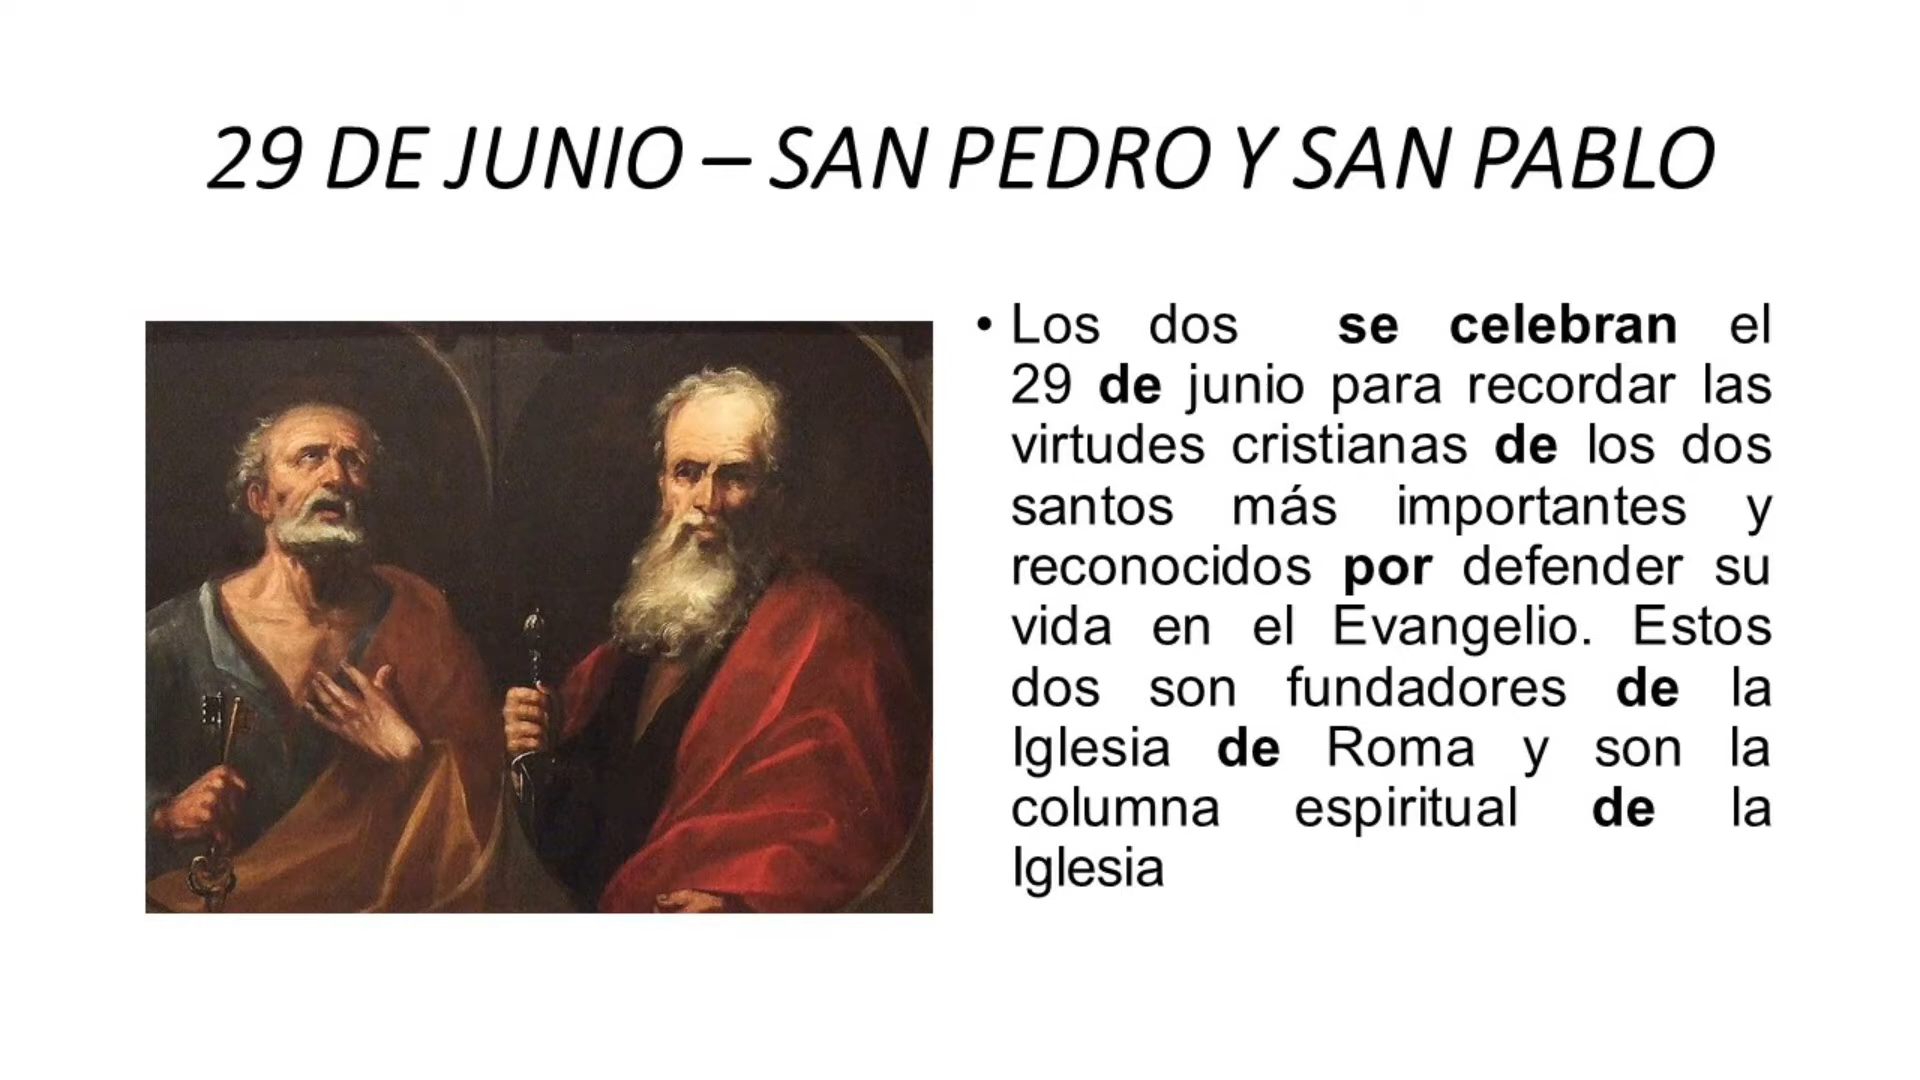 29 DE JUNIO – SAN PEDRO Y SAN PABLO
• Los dos se celebran el
29 de junio para recordar las
virtudes cristianas de los dos
santos más importantes y
reconocidos por defender su
vida en el Evangelio. Estos
dos son fundadores de la
Iglesia de Roma y son la
columna espiritual de la
Iglesia